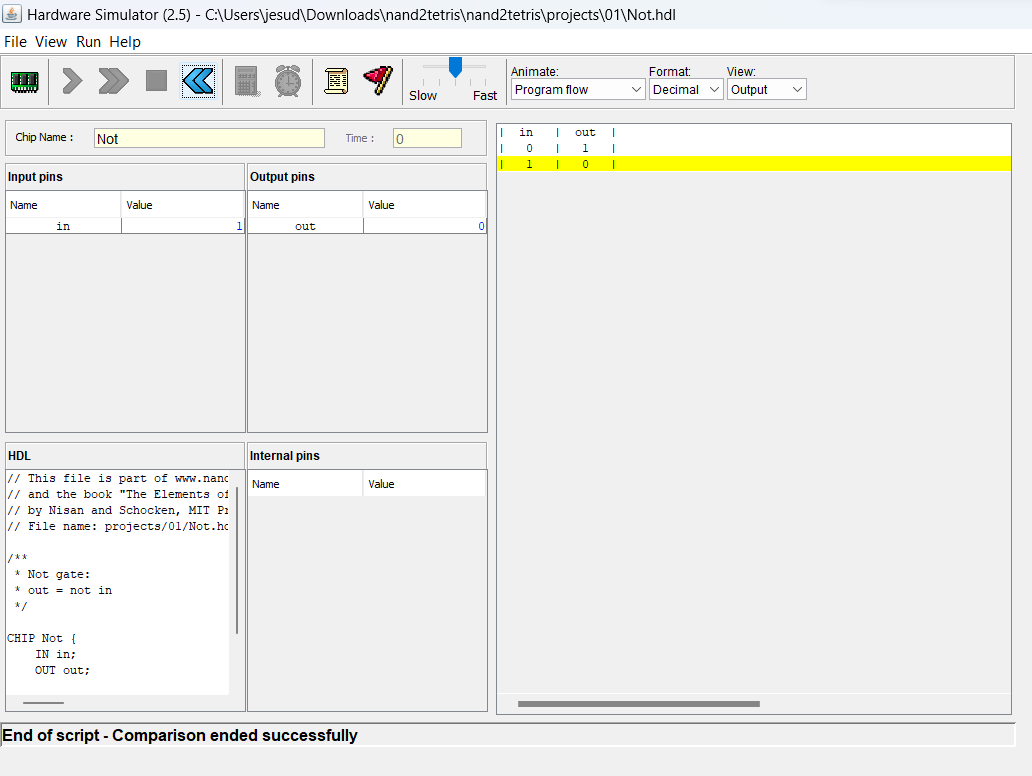 Hardware Simulator (2.5) - C:\Users\jesud\Downloads\nand2tetris\nand2tetris\projects\01\Not.hdl
File View Run Help
Animate: Format: View:
Slow Fast Program flow Decimal Output
Chip Name : Not Time : 0
Input pins Output pins
Name Value Name Value
in 1 out 0
| in | out |
| 0 | 1 |
| 1 | 0 |
HDL Internal pins
Name Value
// This file is part of www.nand
// and the book "The Elements of
// by Nisan and Schocken, MIT Pr
// File name: projects/01/Not.hd
/**
* Not gate:
* out = not in
*/
CHIP Not {
IN in;
OUT out;
End of script - Comparison ended successfully